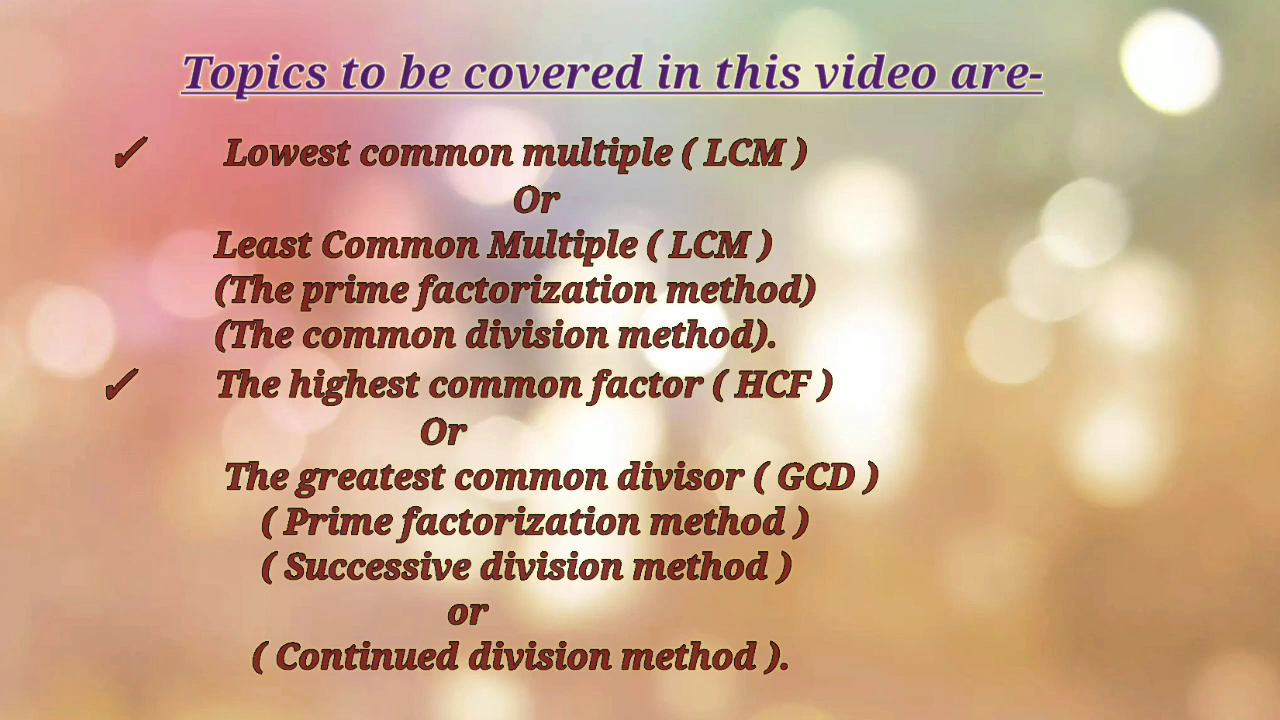 Topics to be covered in this video are-
✓ Lowest common multiple ( LCM )
Or
Least Common Multiple ( LCM )
(The prime factorization method)
(The common division method).
✓ The highest common factor ( HCF )
Or
The greatest common divisor ( GCD )
( Prime factorization method )
( Successive division method )
or
( Continued division method ).